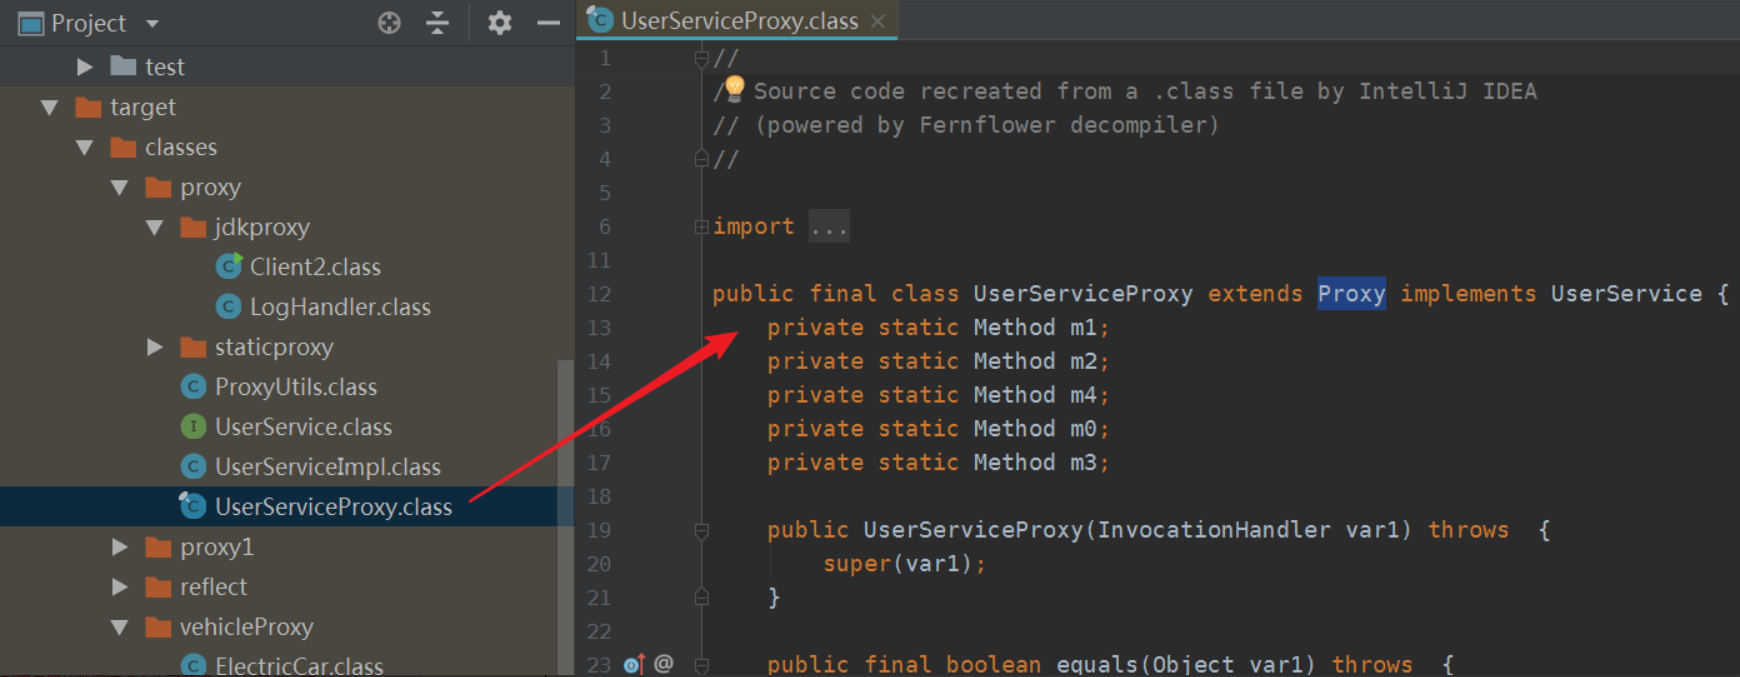 Project
test
target
classes
proxy
jdkproxy
Client2.class
LogHandler.class
staticproxy
ProxyUtils.class
UserService.class
UserServiceImpl.class
UserServiceProxy.class
proxy1
reflect
vehicleProxy
ElectricCar.class
UserServiceProxy.class
1 //
2 / Source code recreated from a .class file by IntelliJ IDEA
3 // (powered by Fernflower decompiler)
4 //
5
6 import ...
11
12 public final class UserServiceProxy extends Proxy implements UserService {
13 private static Method m1;
14 private static Method m2;
15 private static Method m4;
16 private static Method m0;
17 private static Method m3;
18
19 public UserServiceProxy(InvocationHandler var1) throws {
20 super(var1);
21 }
22
23 @ public final boolean equals(Object var1) throws {